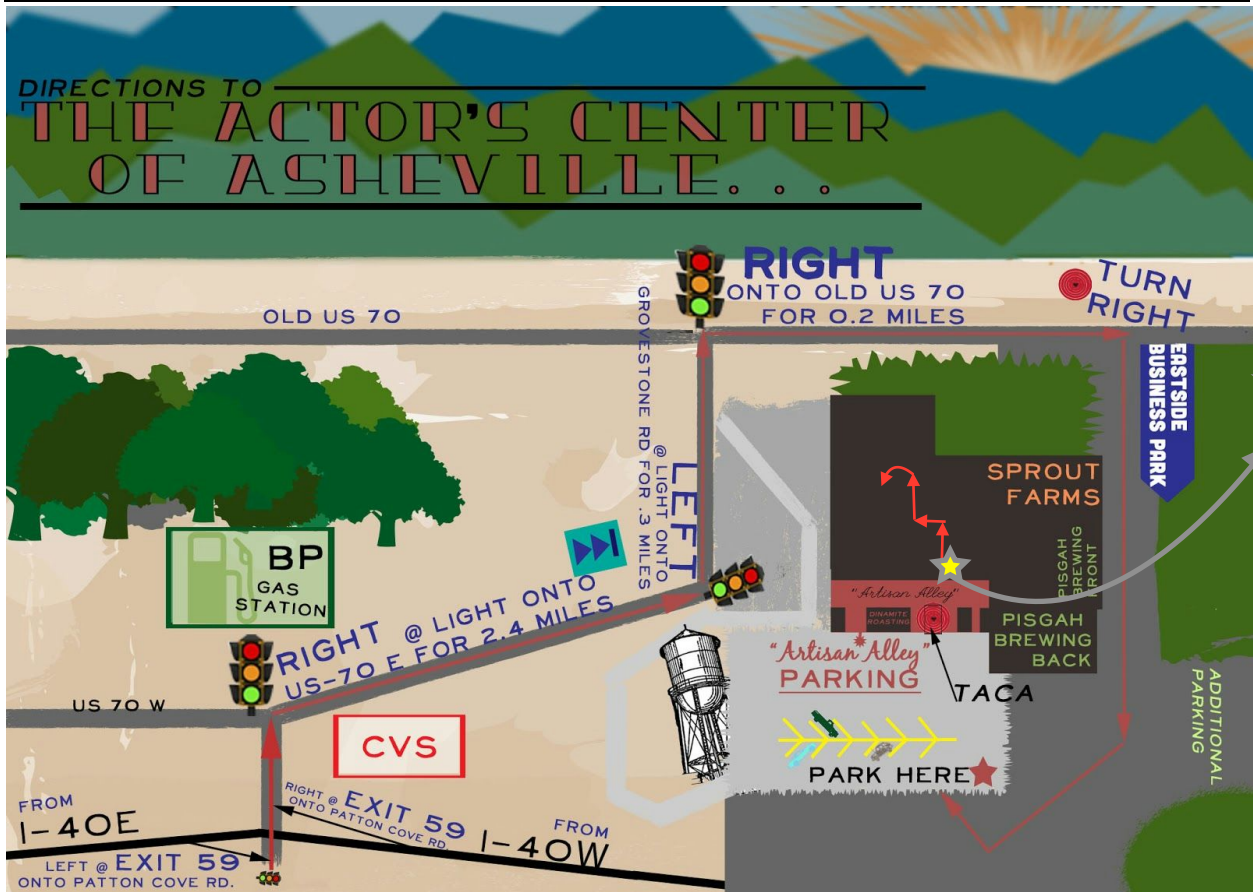 DIRECTIONS TO
THE ACTOR'S CENTER
OF ASHEVILLE. . .
RIGHT
ONTO OLD US 70
FOR 0.2 MILES
TURN
RIGHT
OLD US 70
EASTSIDE
BUSINESS PARK
GROVESTONE RD FOR .3 MILES
@ LIGHT ONTO
LEFT
SPROUT
FARMS
PISGAH
BREWING
FRONT
BP
GAS
STATION
RIGHT @ LIGHT ONTO
US-70 E FOR 2.4 MILES
"Artisan Alley"
DINAMITE
ROASTING
PISGAH
BREWING
BACK
"Artisan Alley"
PARKING
TACA
ADDITIONAL
PARKING
US 70 W
CVS
PARK HERE
FROM
I-40E
LEFT @ EXIT 59
ONTO PATTON COVE RD.
RIGHT @ EXIT 59
ONTO PATTON COVE RD.
FROM
I-40W